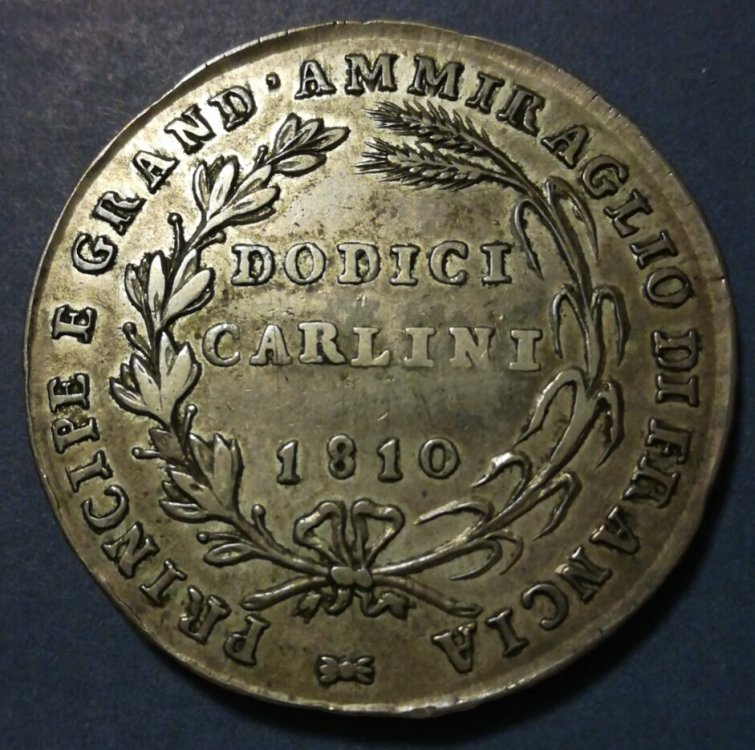 PRINCIPE E GRAND · AMMIRAGLIO DI FRANCIA
DODICI
CARLINI
1810